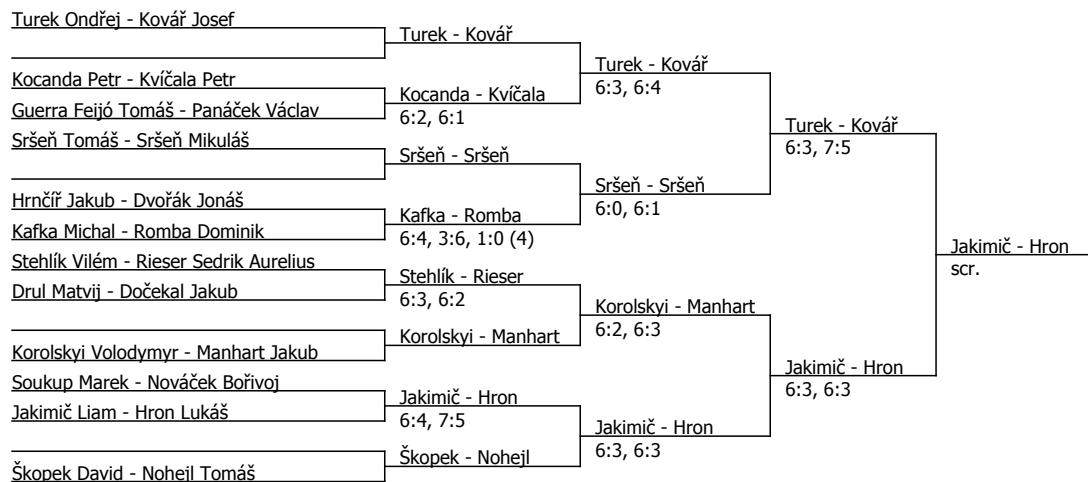 Turek Ondřej - Kovář Josef
Turek - Kovář
Turek - Kovář
6:3, 6:4
Kocanda Petr - Kvíčala Petr
Kocanda - Kvíčala
6:2, 6:1
Guerra Feijó Tomáš - Panáček Václav
Turek - Kovář
6:3, 7:5
Sršeň Tomáš - Sršeň Mikuláš
Sršeň - Sršeň
Sršeň - Sršeň
6:0, 6:1
Hrnčíř Jakub - Dvořák Jonáš
Kafka - Romba
6:4, 3:6, 1:0 (4)
Kafka Michal - Romba Dominik
Jakimič - Hron
scr.
Stehlík Vilém - Rieser Sedrik Aurelius
Stehlík - Rieser
6:3, 6:2
Drul Matvij - Dočekal Jakub
Korolskyi - Manhart
6:2, 6:3
Korolskyi - Manhart
Korolskyi Volodymyr - Manhart Jakub
Jakimič - Hron
6:3, 6:3
Soukup Marek - Nováček Bořivoj
Jakimič - Hron
6:4, 7:5
Jakimič Liam - Hron Lukáš
Jakimič - Hron
6:3, 6:3
Škopek - Nohejl
Škopek David - Nohejl Tomáš